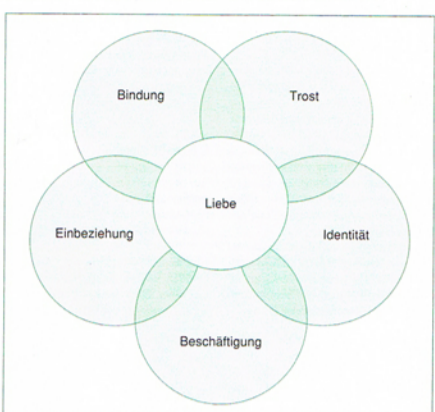 Bindung
Trost
Liebe
Einbeziehung
Identität
Beschäftigung